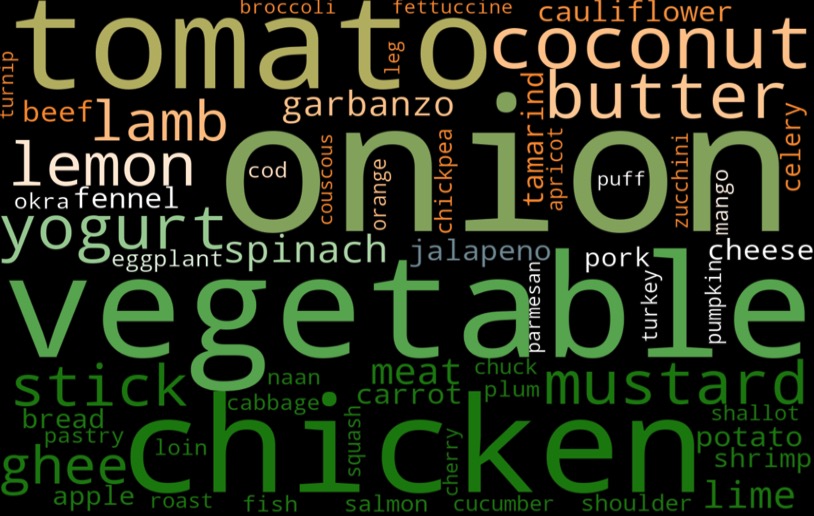 broccoli
fettuccine
cauliflower
tomato
coconut
turnip
leg
butter
beef
lamb
garbanzo
tamarind
celery
onion
lemon
cod
couscous
orange
chickpea
apricot
puff
zucchini
mango
okra
fennel
yogurt
eggplant
spinach
jalapeno
pork
cheese
vegetable
parmesan
turkey
pumpkin
stick
naan
meat
chuck
mustard
cabbage
carrot
plum
bread
pastry
chicken
loin
squash
cherry
shallot
potato
ghee
shrimp
apple
roast
fish
salmon
cucumber
shoulder
lime